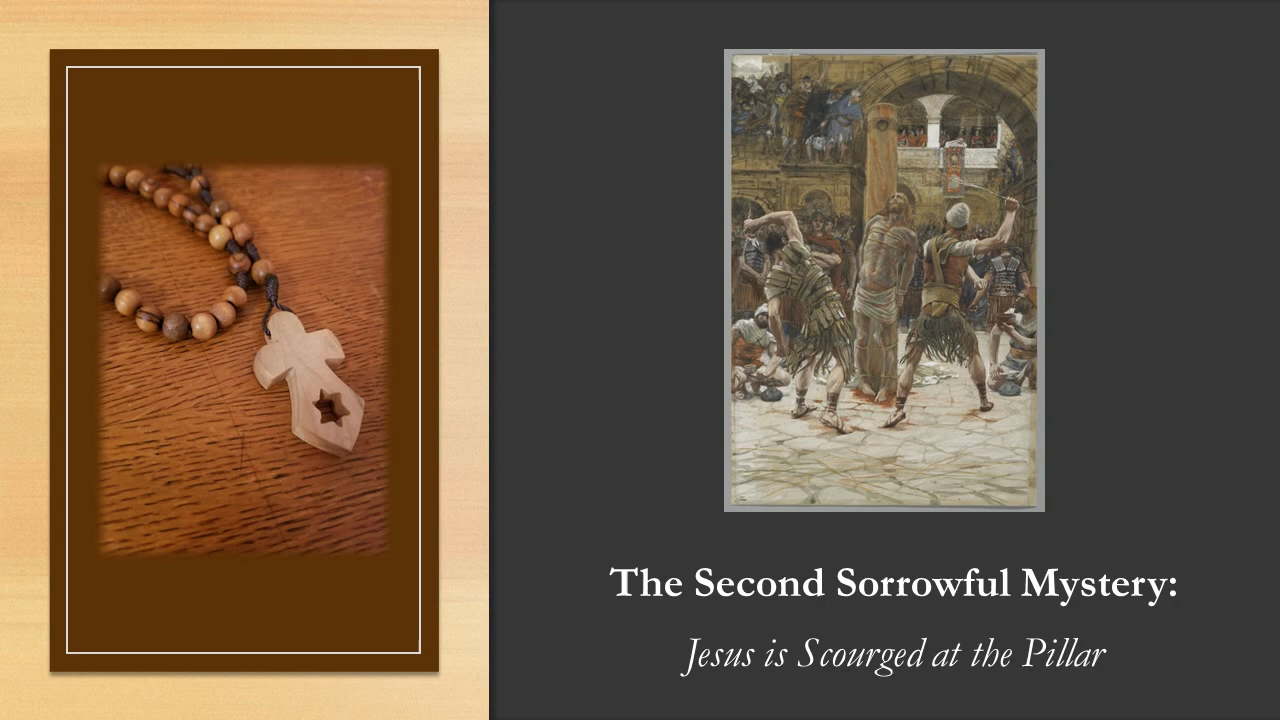 The Second Sorrowful Mystery:
Jesus is Scourged at the Pillar